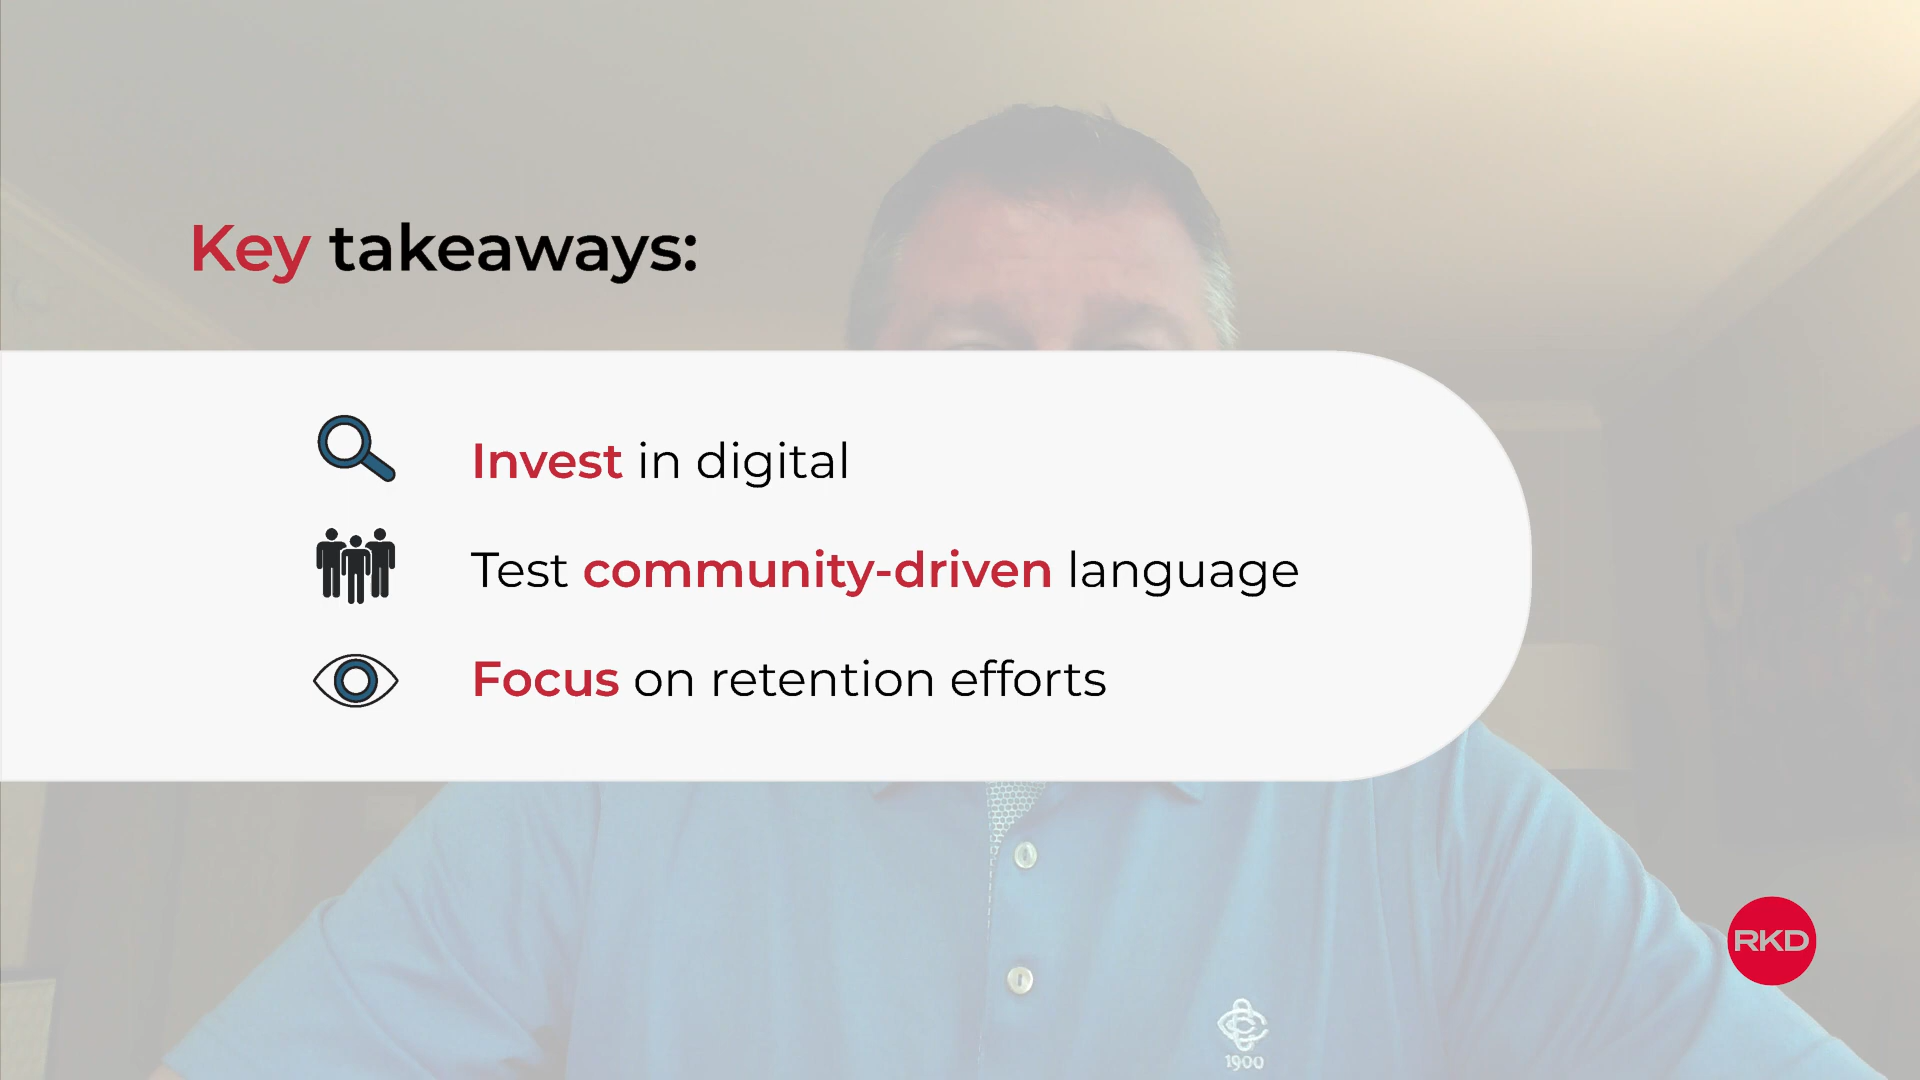 Key takeaways:
Invest in digital
Test community-driven language
Focus on retention efforts
RKD
1900